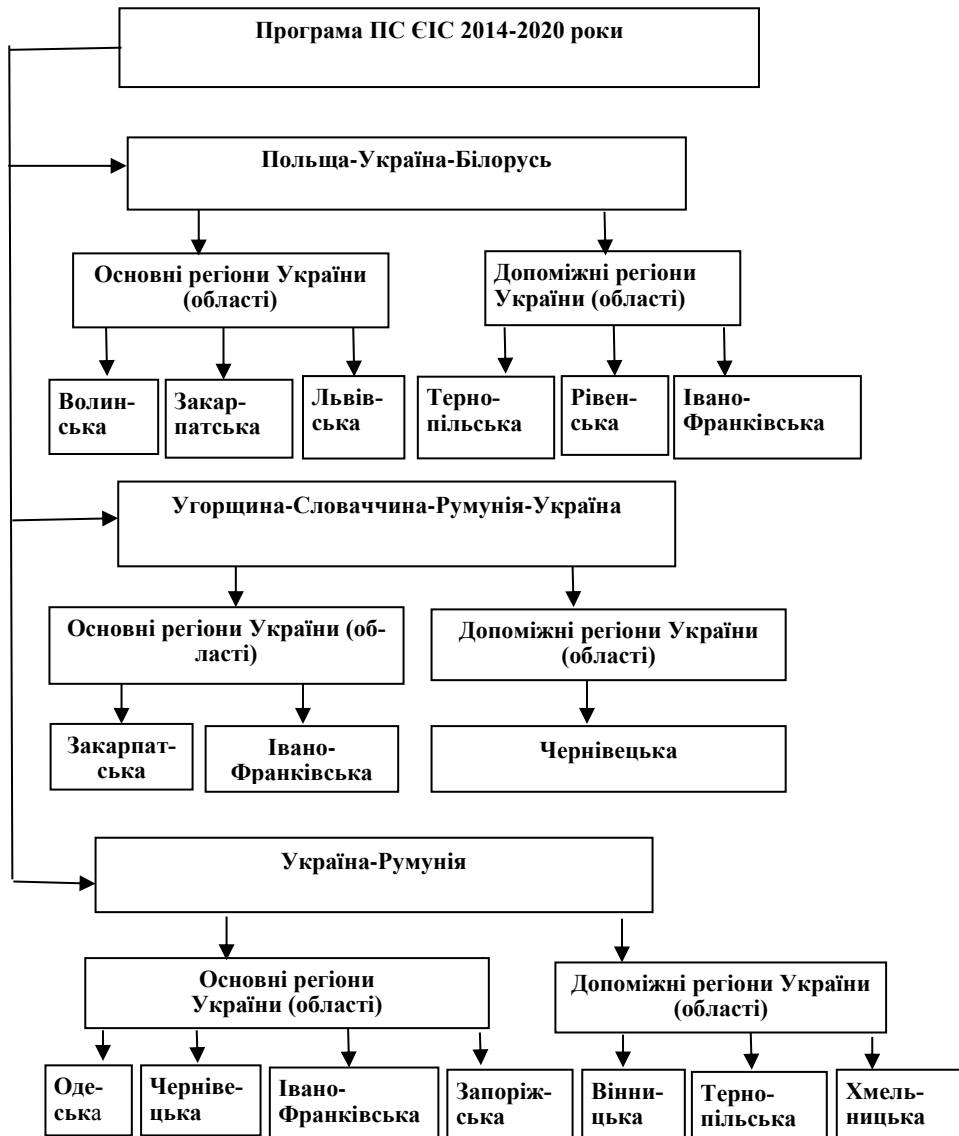 Програма ПС ЄІС 2014-2020 роки
Польща-Україна-Білорусь
Основні регіони України
(області)
Допоміжні регіони
України (області)
Волин-
ська
Закар-
патська
Львів-
ська
Терно-
пільська
Рівен-
ська
Івано-
Франківська
Угорщина-Словаччина-Румунія-Україна
Основні регіони України (об-
ласті)
Допоміжні регіони України
(області)
Закарпат-
ська
Івано-
Франківська
Чернівецька
Україна-Румунія
Основні регіони
України (області)
Допоміжні регіони України
(області)
Оде-
ська
Черніве-
цька
Івано-
Франківська
Запоріж-
ська
Вінни-
цька
Терно-
пільська
Хмель-
ницька